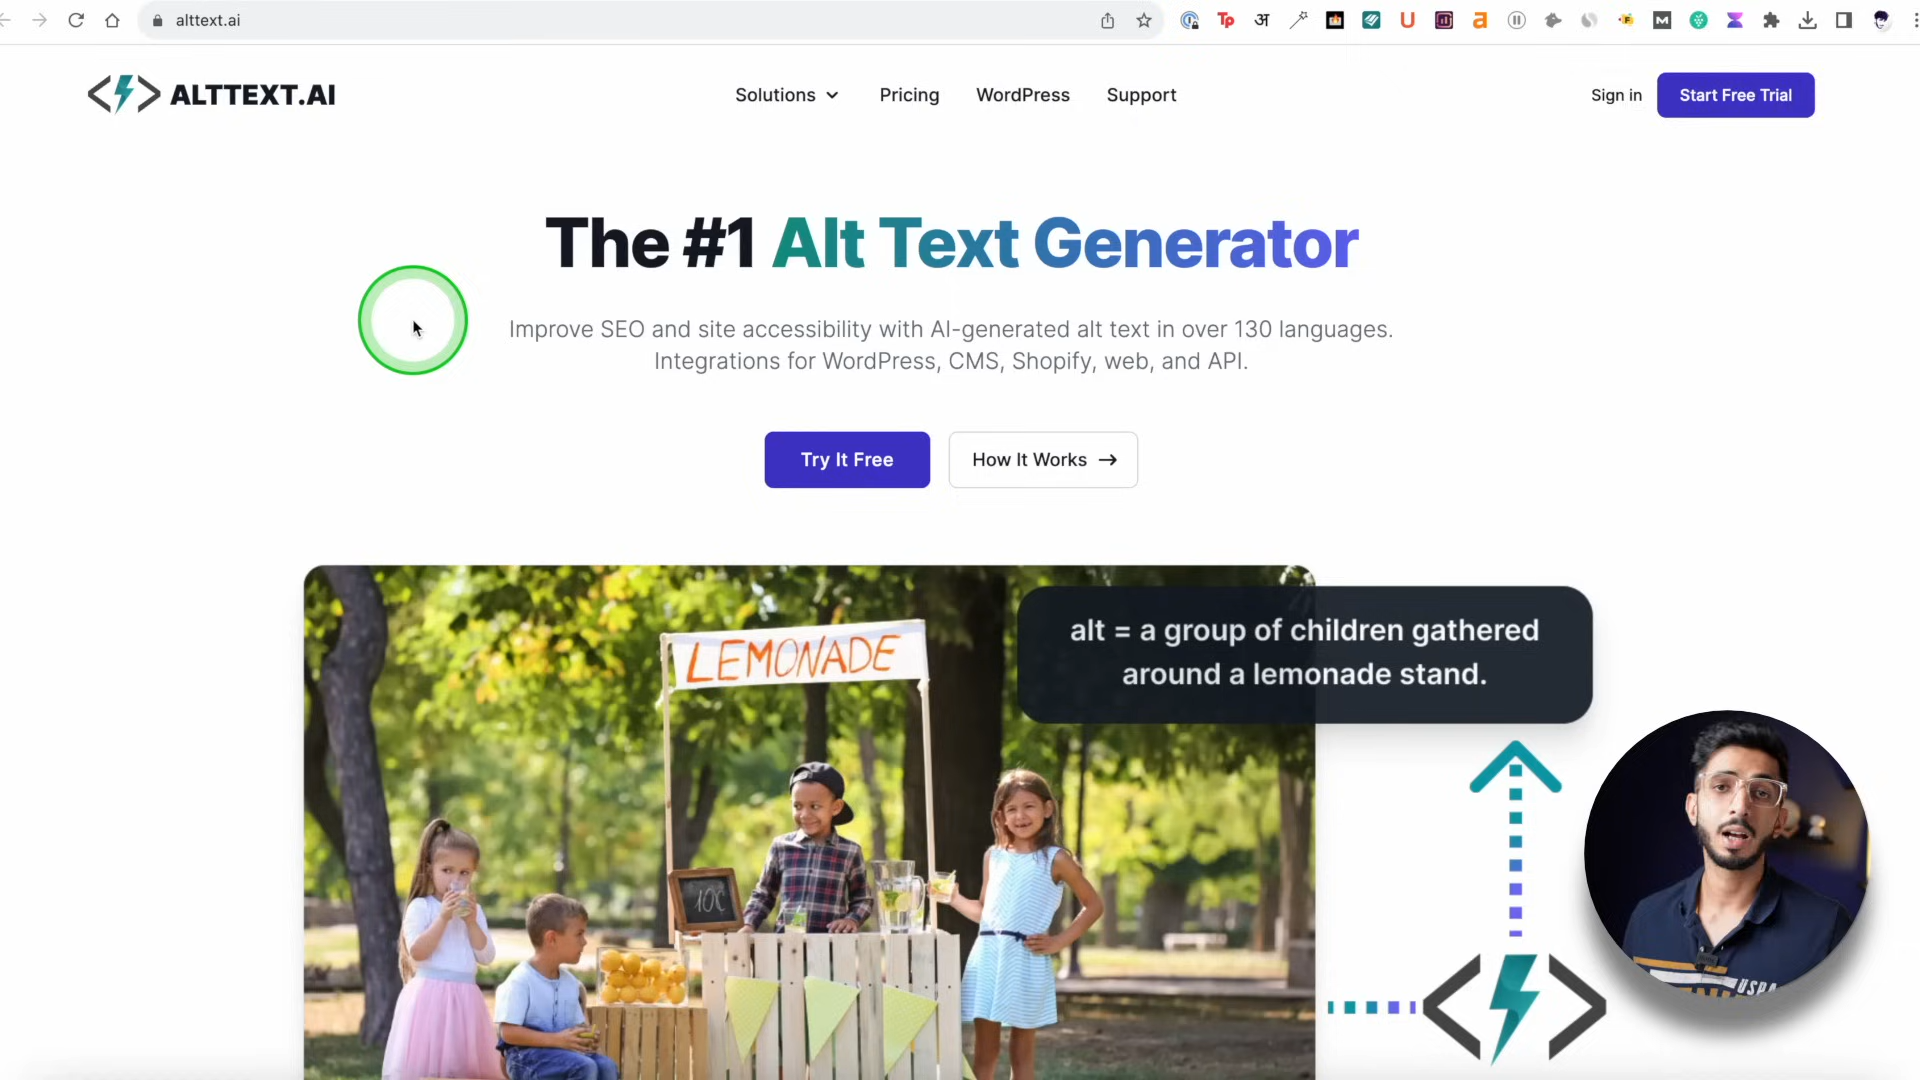 alttext.ai
ALTTEXT.AI
Solutions
Pricing
WordPress
Support
Sign in
Start Free Trial
The #1 Alt Text Generator
Improve SEO and site accessibility with AI-generated alt text in over 130 languages.
Integrations for WordPress, CMS, Shopify, web, and API.
Try It Free
How It Works →
LEMONADE
alt = a group of children gathered
around a lemonade stand.
10¢
USPA